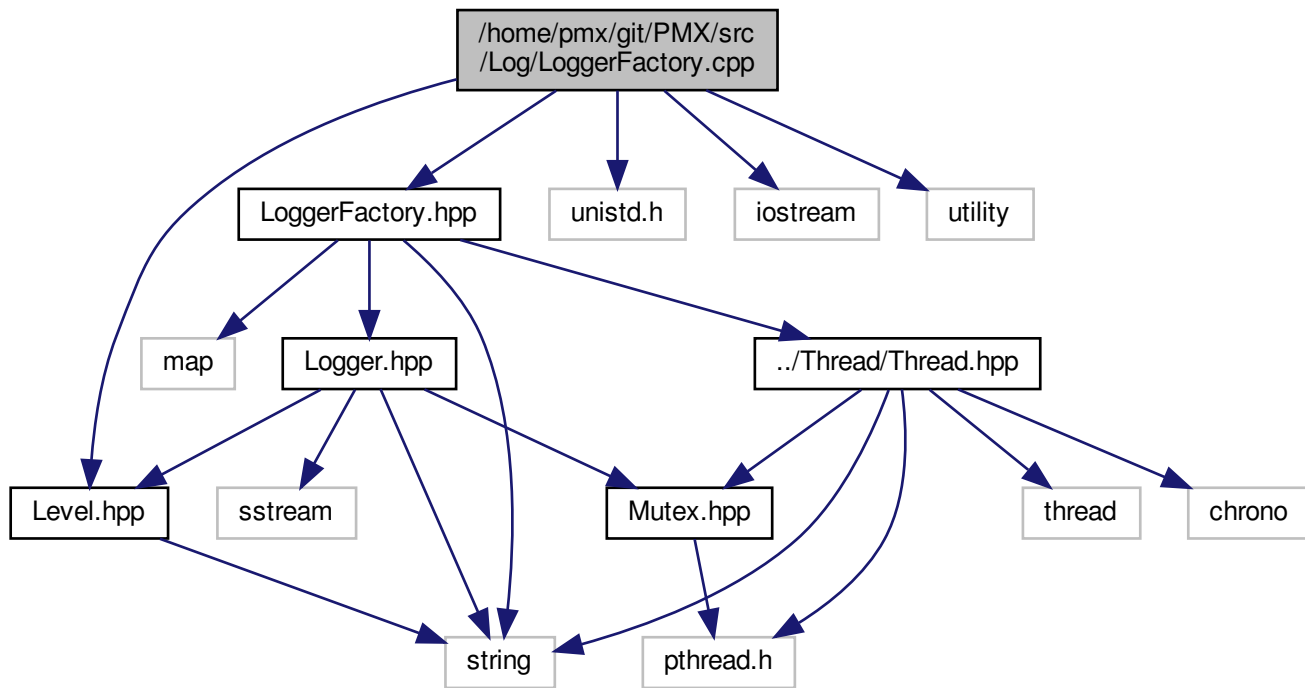 /home/pmx/git/PMX/src
/Log/LoggerFactory.cpp
LoggerFactory.hpp
unistd.h
iostream
utility
map
Logger.hpp
../Thread/Thread.hpp
Level.hpp
sstream
Mutex.hpp
thread
chrono
string
pthread.h